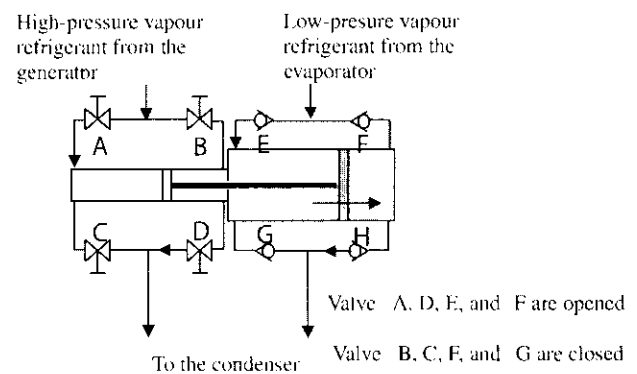 High-pressure vapour
refrigerant from the
generator
Low-presure vapour
refrigerant from the
evaporator
A
B
E
F
C
D
G
H
Valve A, D, E, and F are opened
Valve B, C, F, and G are closed
To the condenser